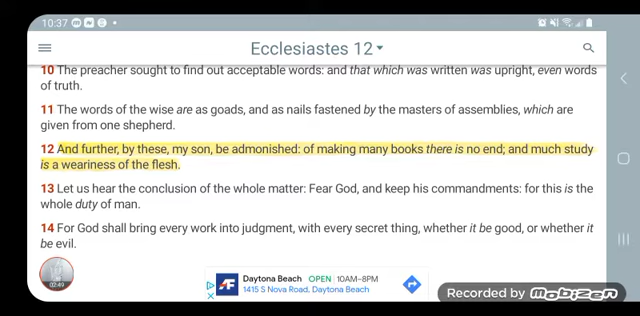 10:37
Ecclesiastes 12
10 The preacher sought to find out acceptable words: and that which was written was upright, even words
of truth.
11 The words of the wise are as goads, and as nails fastened by the masters of assemblies, which are
given from one shepherd.
12 And further, by these, my son, be admonished: of making many books there is no end; and much study
is a weariness of the flesh.
13 Let us hear the conclusion of the whole matter: Fear God, and keep his commandments: for this is the
whole duty of man.
14 For God shall bring every work into judgment, with every secret thing, whether it be good, or whether it
be evil.
02:49
Daytona Beach OPEN 10AM–8PM
1415 S Nova Road, Daytona Beach
Recorded by Mobizen